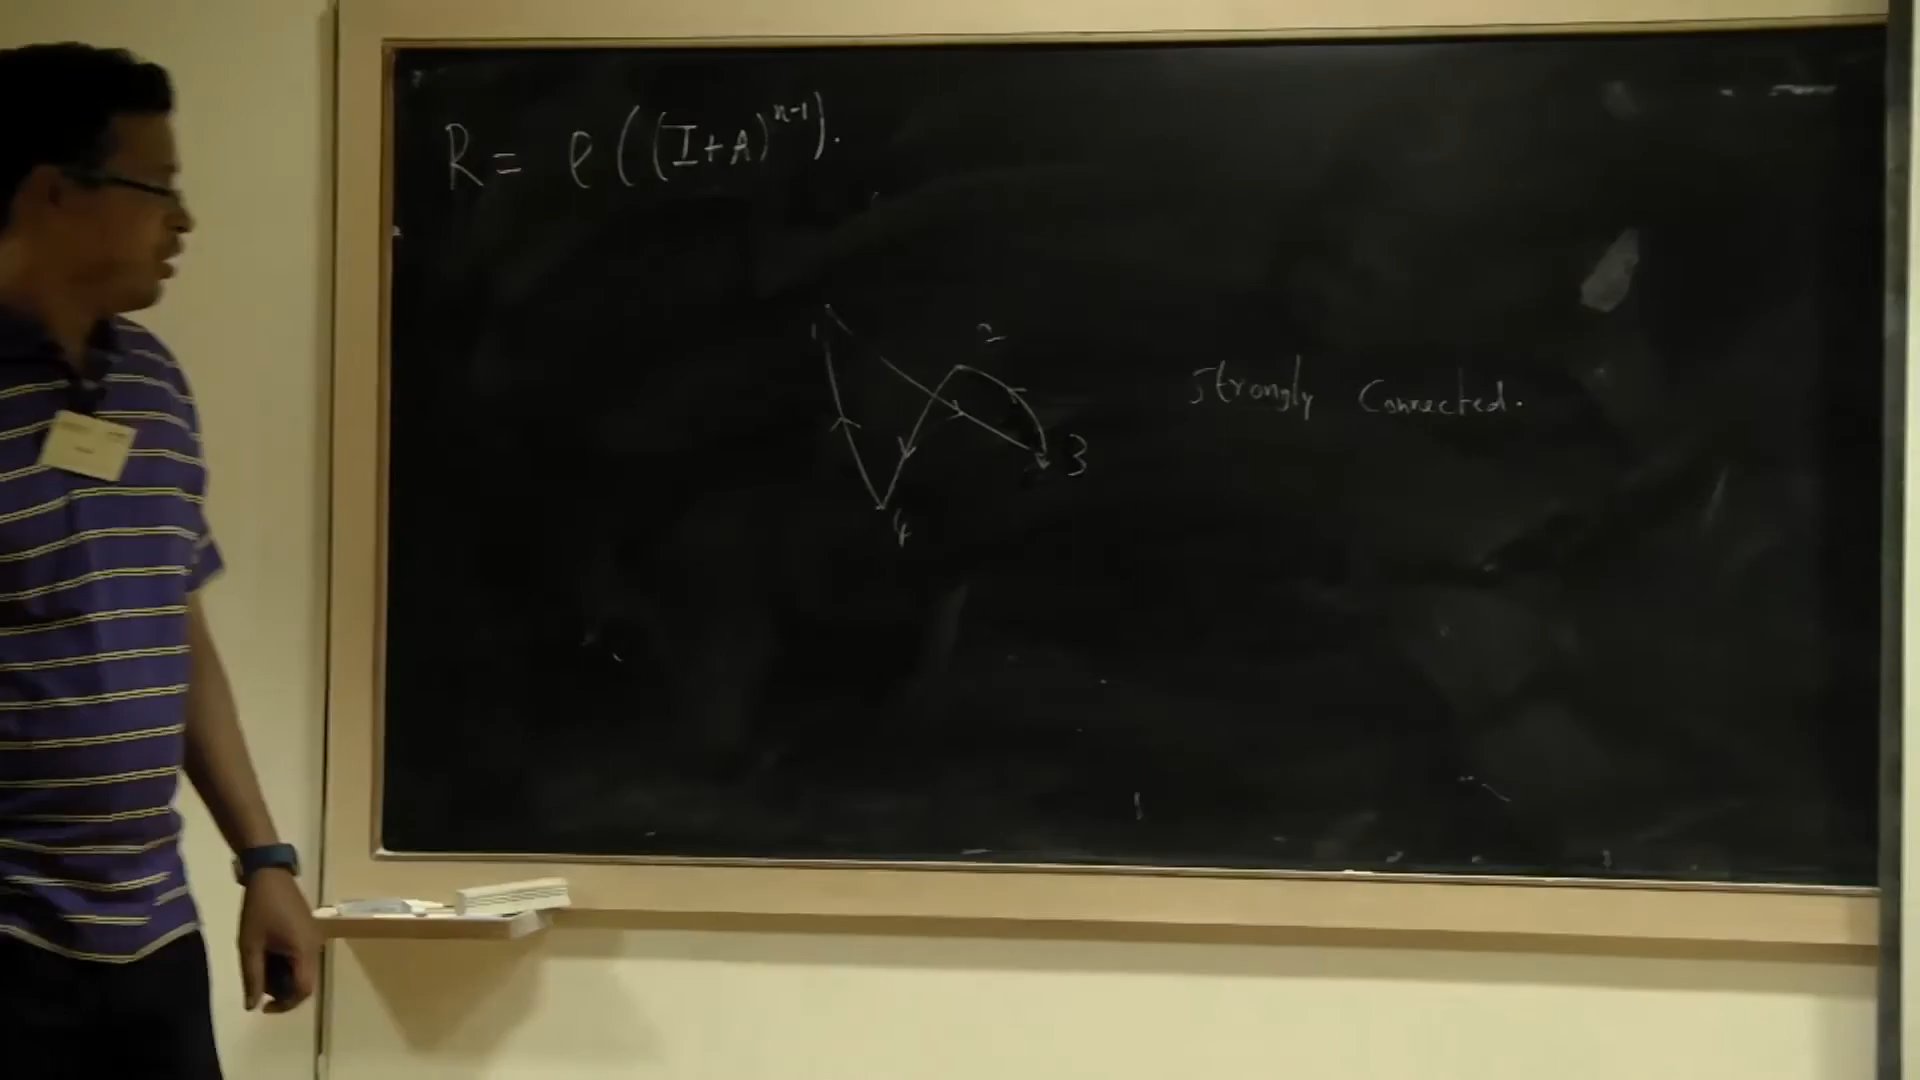 R = ρ((I+A)^{n-1}).
1
2
3
4
Strongly Connected.